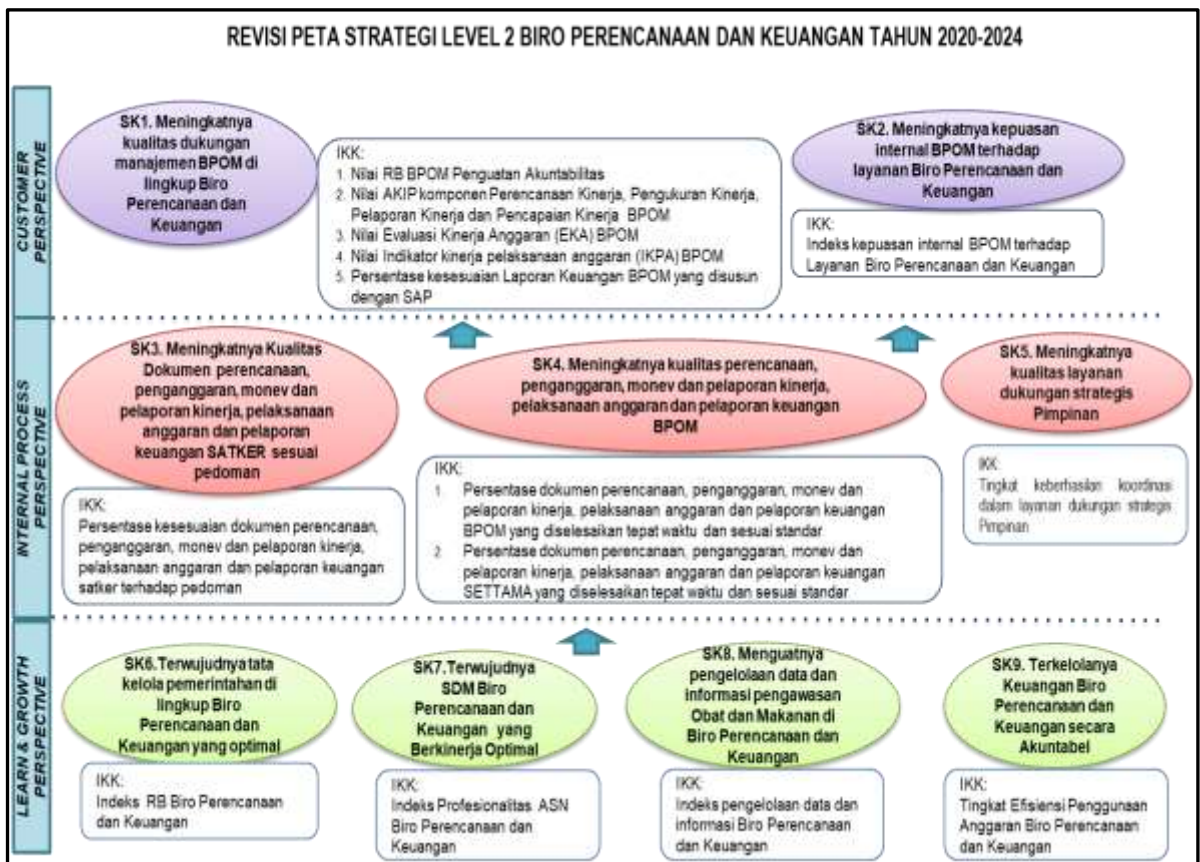 REVISI PETA STRATEGI LEVEL 2 BIRO PERENCANAAN DAN KEUANGAN TAHUN 2020-2024
CUSTOMER
PERSPECTIVE
SK1. Meningkatnya
kualitas dukungan
manajemen BPOM di
lingkup Biro
Perencanaan dan
Keuangan
IKK:
1. Nilai RB BPOM Penguatan Akuntabilitas
2. Nilai AKIP komponen Perencanaan Kinerja, Pengukuran Kinerja,
Pelaporan Kinerja dan Pencapaian Kinerja BPOM
3. Nilai Evaluasi Kinerja Anggaran (EKA) BPOM
4. Nilai Indikator kinerja pelaksanaan anggaran (IKPA) BPOM
5. Persentase kesesuaian Laporan Keuangan BPOM yang disusun
dengan SAP
SK2. Meningkatnya kepuasan
internal BPOM terhadap
layanan Biro Perencanaan dan
Keuangan
IKK:
Indeks kepuasan internal BPOM terhadap
Layanan Biro Perencanaan dan Keuangan
INTERNAL PROCESS
PERSPECTIVE
SK3. Meningkatnya Kualitas
Dokumen perencanaan,
penganggaran, monev dan
pelaporan kinerja, pelaksanaan
anggaran dan pelaporan
keuangan SATKER sesuai
pedoman
IKK:
Persentase kesesuaian dokumen perencanaan,
penganggaran, monev dan pelaporan kinerja,
pelaksanaan anggaran dan pelaporan keuangan
satker terhadap pedoman
SK4. Meningkatnya kualitas perencanaan,
penganggaran, monev dan pelaporan kinerja,
pelaksanaan anggaran dan pelaporan keuangan
BPOM
IKK:
1. Persentase dokumen perencanaan, penganggaran, monev dan
pelaporan kinerja, pelaksanaan anggaran dan pelaporan keuangan
BPOM yang diselesaikan tepat waktu dan sesuai standar
2. Persentase dokumen perencanaan, penganggaran, monev dan
pelaporan kinerja, pelaksanaan anggaran dan pelaporan keuangan
SETTAMA yang diselesaikan tepat waktu dan sesuai standar
SK5. Meningkatnya
kualitas layanan
dukungan strategis
Pimpinan
IKK:
Tingkat keberhasilan koordinasi
dalam layanan dukungan strategis
Pimpinan
LEARN & GROWTH
PERSPECTIVE
SK6.Terwujudnya tata
kelola pemerintahan di
lingkup Biro
Perencanaan dan
Keuangan yang optimal
IKK:
Indeks RB Biro Perencanaan
dan Keuangan
SK7.Terwujudnya
SDM Biro
Perencanaan dan
Keuangan yang
Berkinerja Optimal
IKK:
Indeks Profesionalitas ASN
Biro Perencanaan dan
Keuangan
SK8. Menguatnya
pengelolaan data dan
informasi pengawasan
Obat dan Makanan di
Biro Perencanaan dan
Keuangan
IKK:
Indeks pengelolaan data dan
informasi Biro Perencanaan
dan Keuangan
SK9. Terkelolanya
Keuangan Biro
Perencanaan dan
Keuangan secara
Akuntabel
IKK:
Tingkat Efisiensi Penggunaan
Anggaran Biro Perencanaan
dan Keuangan